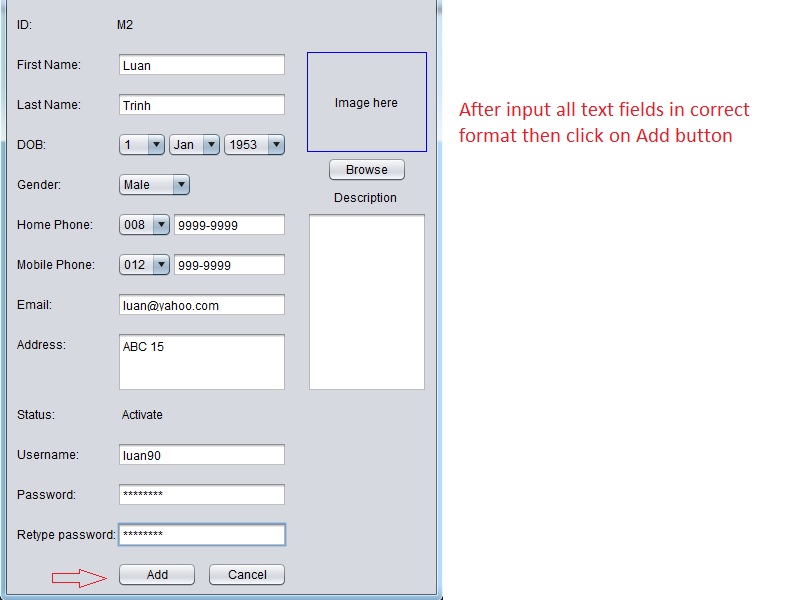 ID: M2
First Name: Luan
Last Name: Trinh
Image here
DOB: 1 Jan 1953
Browse
Gender: Male
Description
Home Phone: 008 9999-9999
Mobile Phone: 012 999-9999
Email: luan@yahoo.com
Address: ABC 15
Status: Activate
Username: luan90
Password: ********
Retype password: ********
Add Cancel
After input all text fields in correct
format then click on Add button